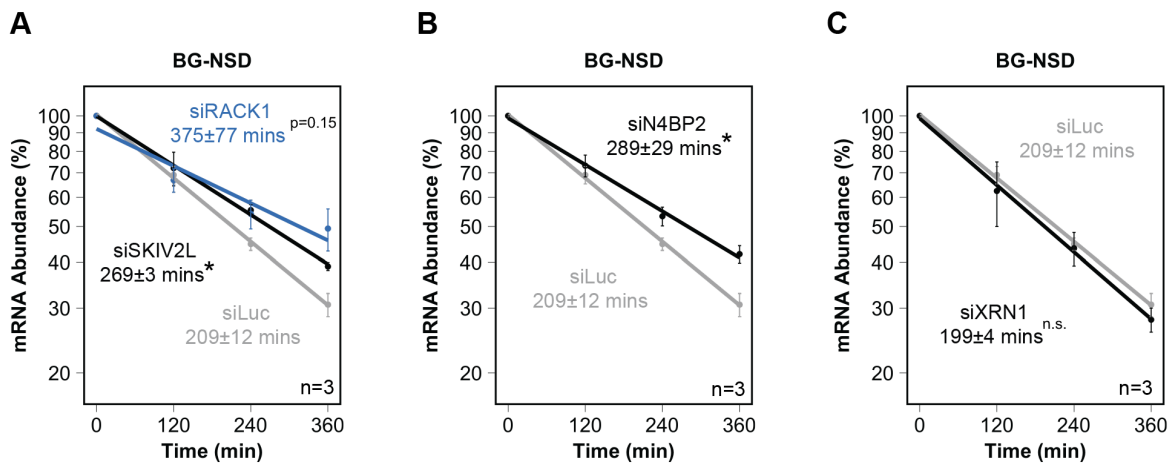 A
BG-NSD
mRNA Abundance (%)
100
90
80
70
60
50
40
30
20
siRACK1
375±77 mins p=0.15
siSKIV2L
269±3 mins*
siLuc
209±12 mins
n=3
0 120 240 360
Time (min)
B
BG-NSD
mRNA Abundance (%)
100
90
80
70
60
50
40
30
20
siN4BP2
289±29 mins*
siLuc
209±12 mins
n=3
0 120 240 360
Time (min)
C
BG-NSD
mRNA Abundance (%)
100
90
80
70
60
50
40
30
20
siLuc
209±12 mins
siXRN1
199±4 mins n.s.
n=3
0 120 240 360
Time (min)